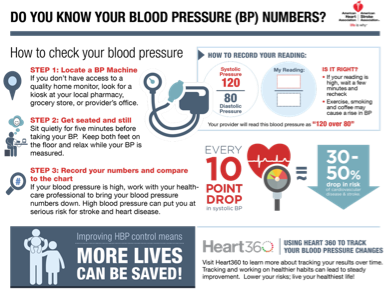 DO YOU KNOW YOUR BLOOD PRESSURE (BP) NUMBERS?
American Heart Association
American Stroke Association
How to check your blood pressure
STEP 1: Locate a BP Machine
If you don't have access to a
quality home monitor, look for a
kiosk at your local pharmacy,
grocery store, or provider's office.
STEP 2: Get seated and still
Sit quietly for five minutes before
taking your BP. Keep both feet on
the floor and relax while your BP is
measured.
STEP 3: Record your numbers and compare
to the chart
If your blood pressure is high, work with your health-
care professional to bring your blood pressure
numbers down. High blood pressure can put you at
serious risk for stroke and heart disease.
HOW TO RECORD YOUR READING:
Systolic
Pressure
120
80
Diastolic
Pressure
My Reading:
IS IT RIGHT?
• If your reading is
high, wait a few
minutes and
recheck
• Exercise, smoking
and coffee may
cause a rise in BP
Your provider will read this blood pressure as "120 over 80"
EVERY
10
POINT
DROP
in systolic BP
30-
50%
drop in risk
of cardiovascular
disease & stroke
Improving HBP control means
MORE LIVES
CAN BE SAVED!
Heart360
USING HEART 360 TO TRACK
YOUR BLOOD PRESSURE CHANGES
Visit Heart360 to learn more about tracking your results over time.
Tracking and working on healthier habits can lead to steady
improvement. Lower your risks; live your healthiest life!